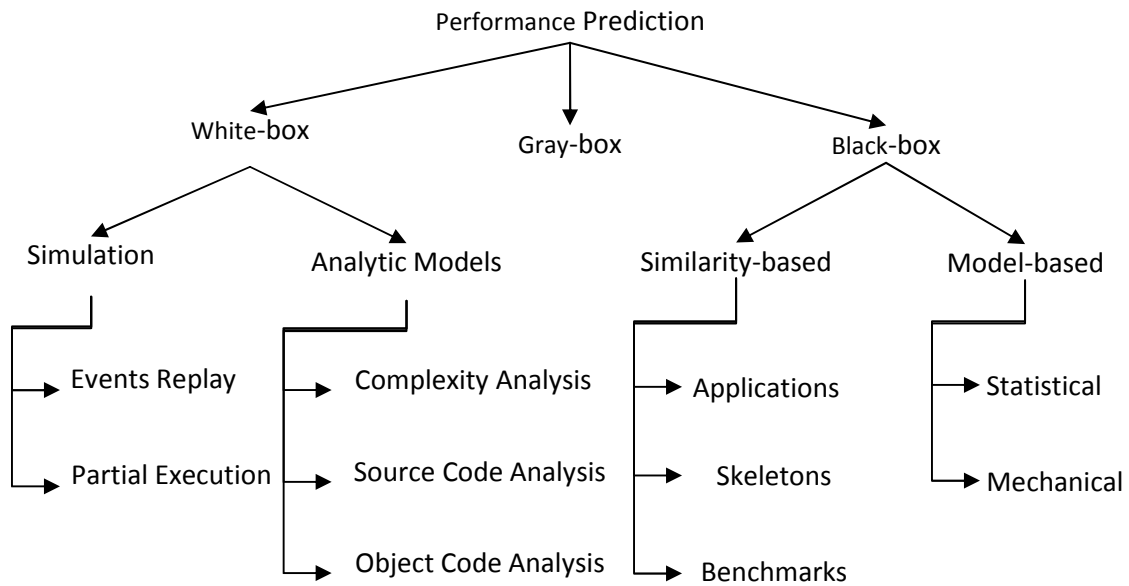 Performance Prediction
White-box
Gray-box
Black-box
Simulation
Analytic Models
Similarity-based
Model-based
Events Replay
Complexity Analysis
Applications
Statistical
Partial Execution
Source Code Analysis
Skeletons
Mechanical
Object Code Analysis
Benchmarks